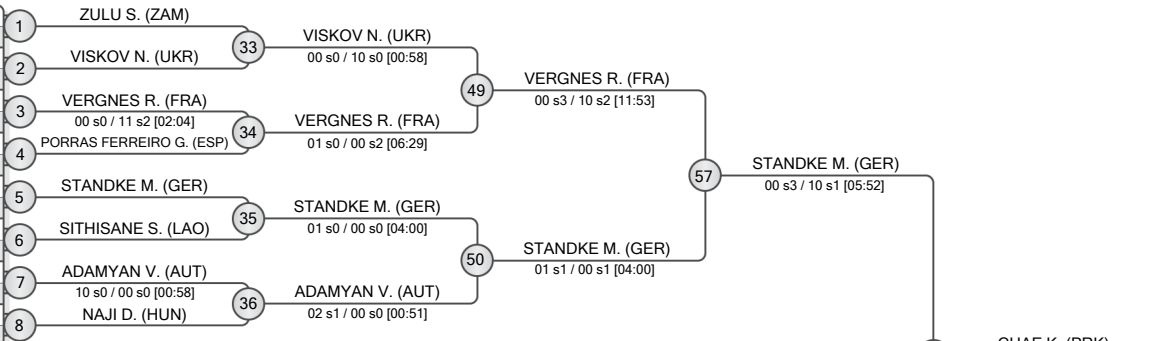 1
ZULU S. (ZAM)
2
VISKOV N. (UKR)
33
VISKOV N. (UKR)
00 s0 / 10 s0 [00:58]
3
VERGNES R. (FRA)
00 s0 / 11 s2 [02:04]
4
PORRAS FERREIRO G. (ESP)
34
VERGNES R. (FRA)
01 s0 / 00 s2 [06:29]
49
VERGNES R. (FRA)
00 s3 / 10 s2 [11:53]
5
STANDKE M. (GER)
6
SITHISANE S. (LAO)
35
STANDKE M. (GER)
01 s0 / 00 s0 [04:00]
7
ADAMYAN V. (AUT)
10 s0 / 00 s0 [00:58]
8
NAJI D. (HUN)
36
ADAMYAN V. (AUT)
02 s1 / 00 s0 [00:51]
50
STANDKE M. (GER)
01 s1 / 00 s1 [04:00]
57
STANDKE M. (GER)
00 s3 / 10 s1 [05:52]